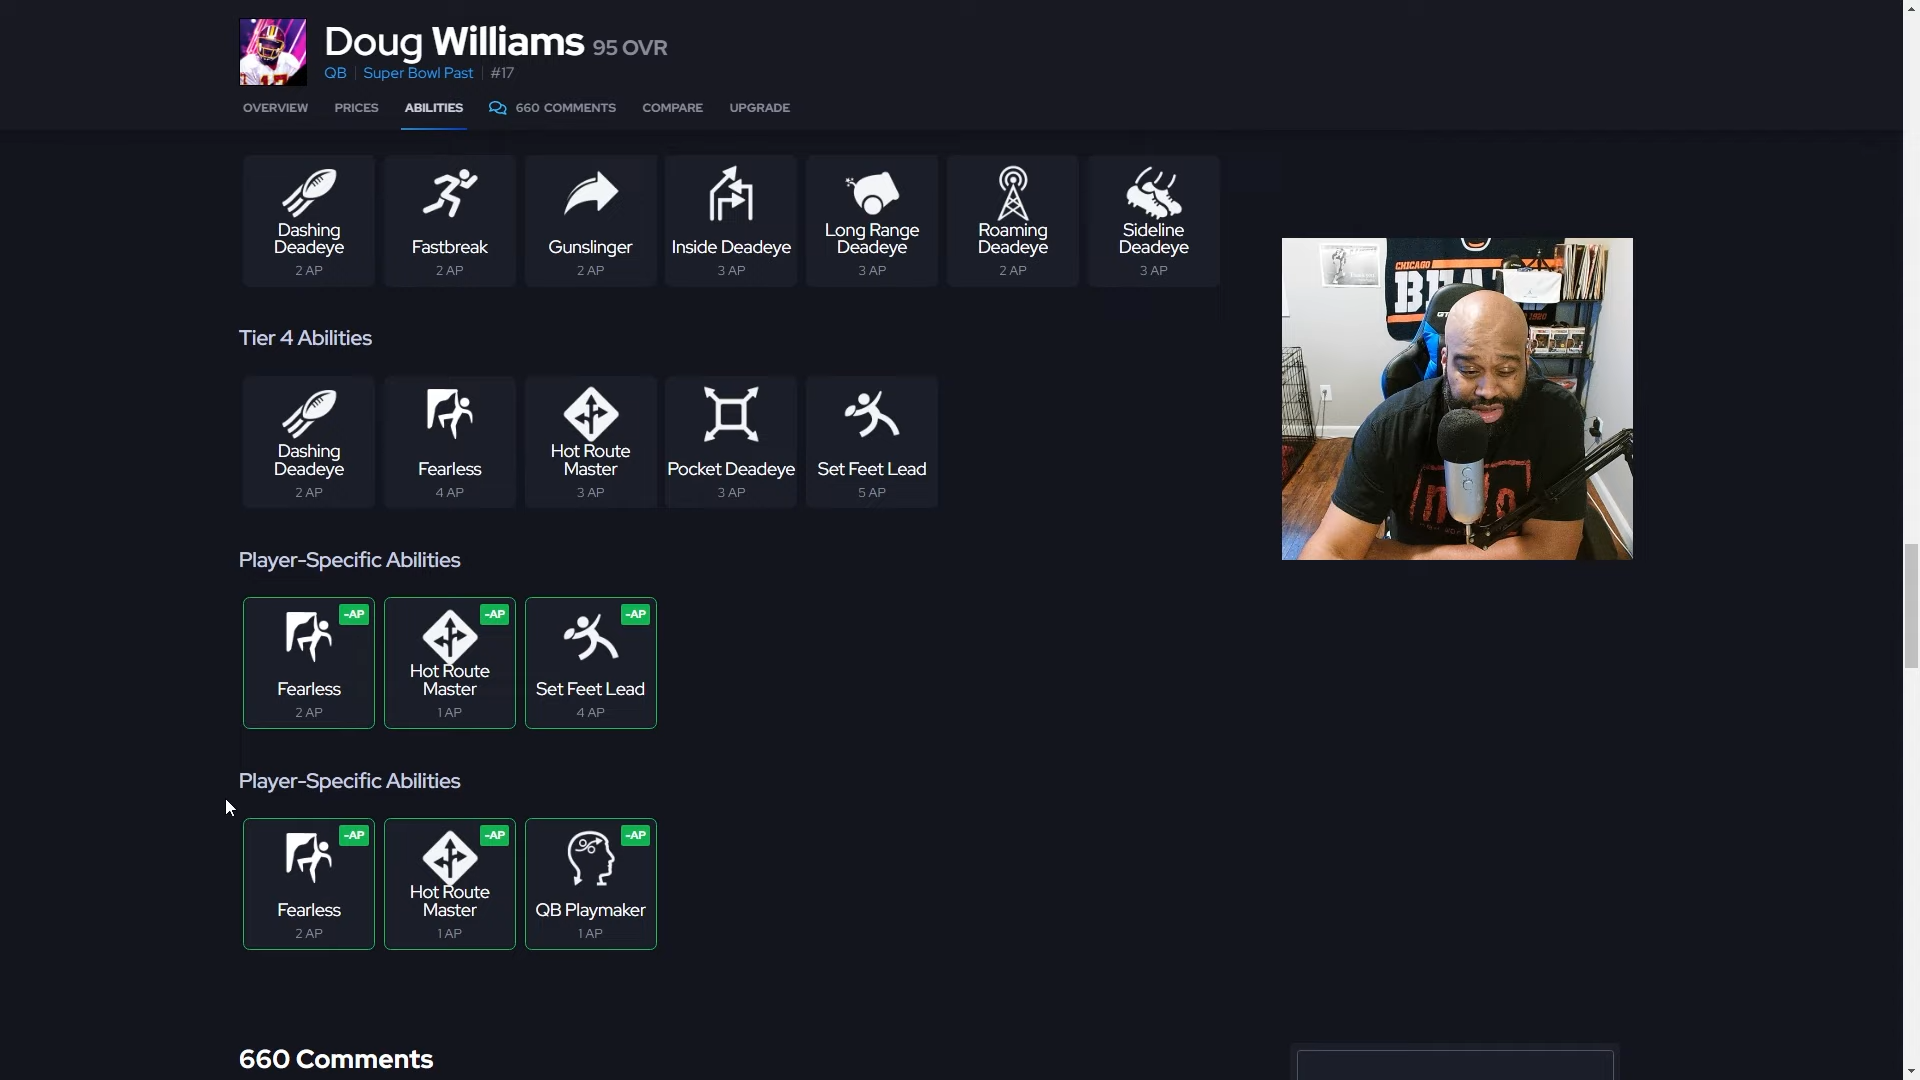 Doug Williams 95 OVR
QB Super Bowl Past #17
OVERVIEW PRICES ABILITIES 660 COMMENTS COMPARE UPGRADE
Dashing Deadeye
2 AP
Fastbreak
2 AP
Gunslinger
2 AP
Inside Deadeye
3 AP
Long Range Deadeye
3 AP
Roaming Deadeye
2 AP
Sideline Deadeye
3 AP
Tier 4 Abilities
Dashing Deadeye
2 AP
Fearless
4 AP
Hot Route Master
3 AP
Pocket Deadeye
3 AP
Set Feet Lead
5 AP
Player-Specific Abilities
-AP
Fearless
2 AP
-AP
Hot Route Master
1 AP
-AP
Set Feet Lead
4 AP
Player-Specific Abilities
-AP
Fearless
2 AP
-AP
Hot Route Master
1 AP
-AP
QB Playmaker
1 AP
660 Comments
CHICAGO